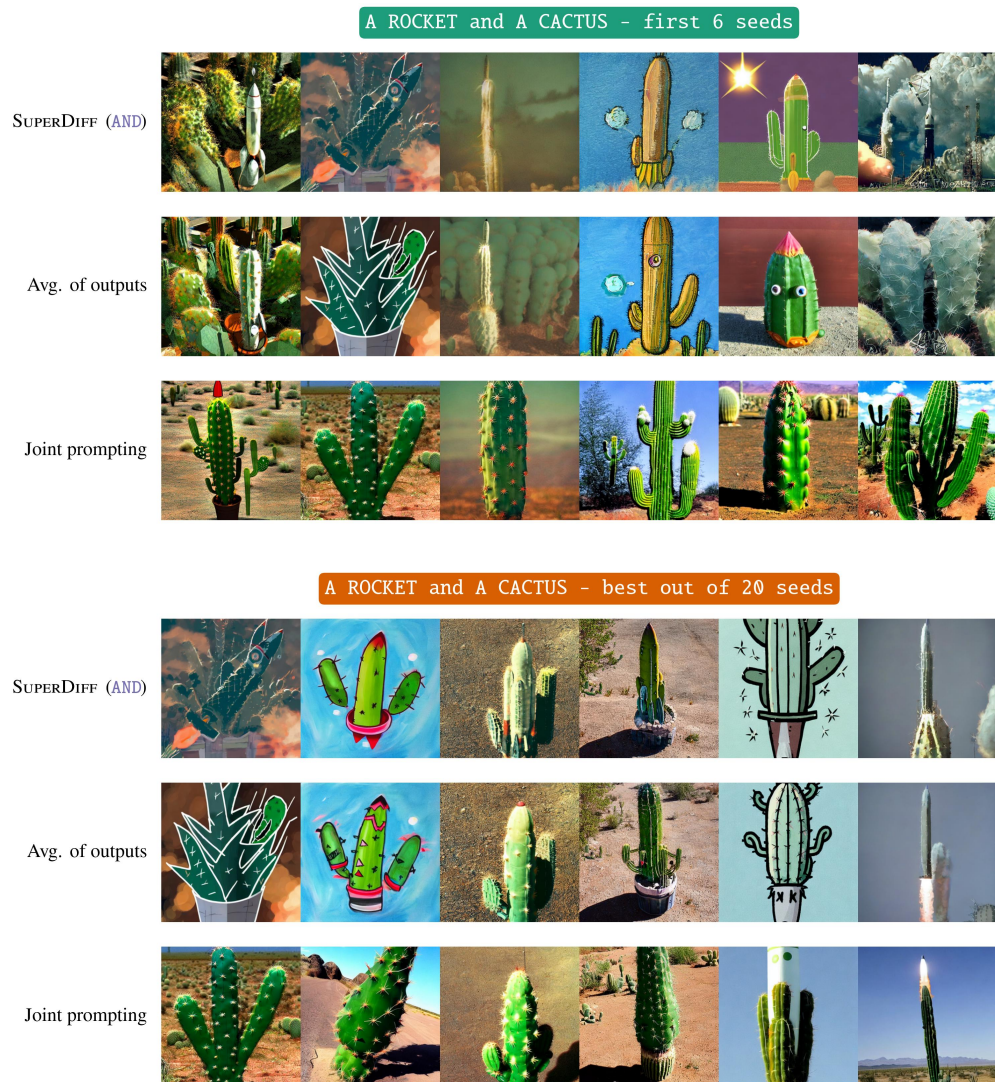 A ROCKET and A CACTUS - first 6 seeds
SUPERDIFF (AND)
Avg. of outputs
Joint prompting
A ROCKET and A CACTUS - best out of 20 seeds
SUPERDIFF (AND)
Avg. of outputs
Joint prompting